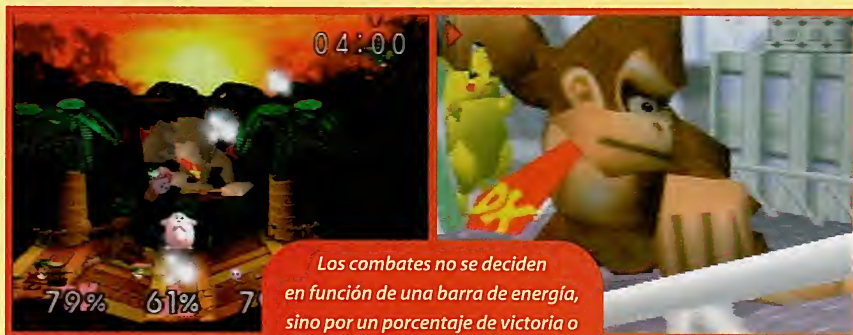 04:00
79% 61% 7
DK
Los combates no se deciden
en función de una barra de energía,
sino por un porcentaje de victoria o